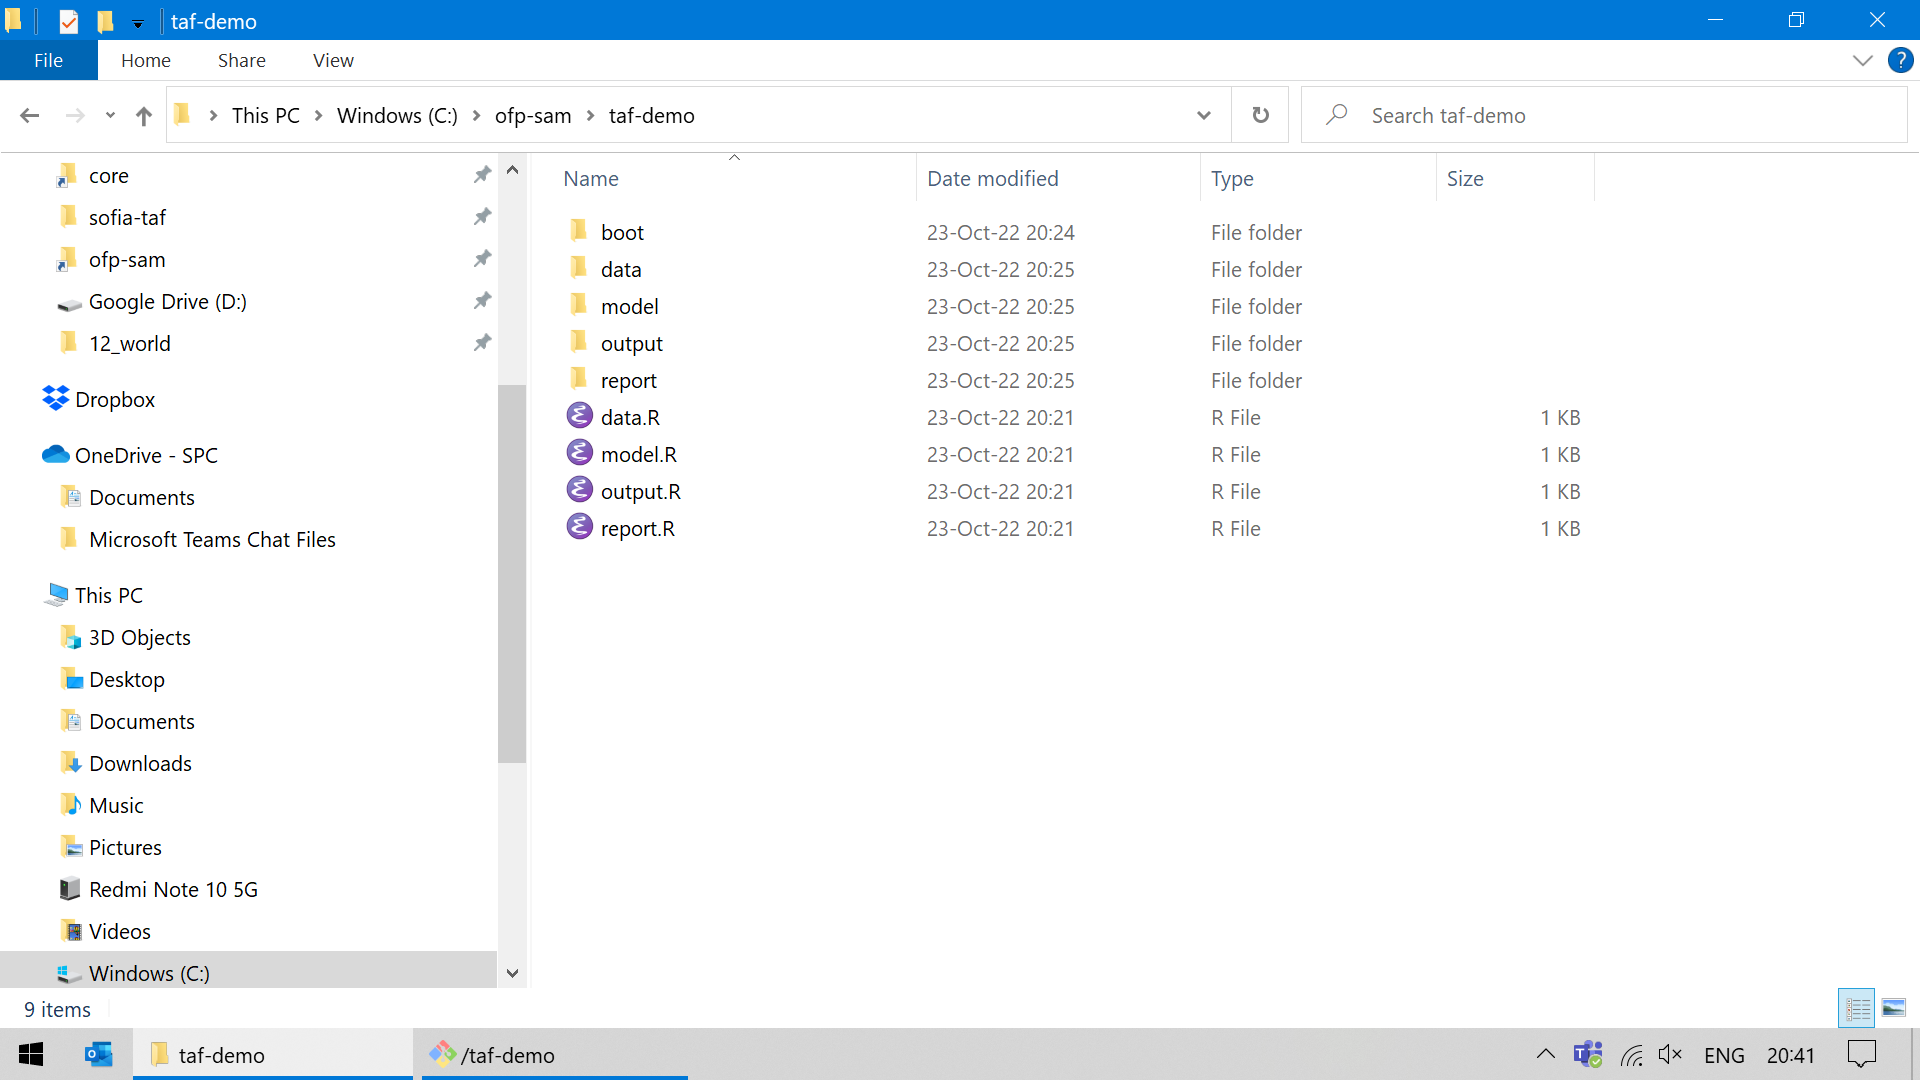 taf-demo
File Home Share View
?
This PC Windows (C:) ofp-sam taf-demo
Search taf-demo
core
sofia-taf
ofp-sam
Google Drive (D:)
12_world
Dropbox
OneDrive - SPC
Documents
Microsoft Teams Chat Files
This PC
3D Objects
Desktop
Documents
Downloads
Music
Pictures
Redmi Note 10 5G
Videos
Windows (C:)
Name Date modified Type Size
boot 23-Oct-22 20:24 File folder
data 23-Oct-22 20:25 File folder
model 23-Oct-22 20:25 File folder
output 23-Oct-22 20:25 File folder
report 23-Oct-22 20:25 File folder
data.R 23-Oct-22 20:21 R File 1 KB
model.R 23-Oct-22 20:21 R File 1 KB
output.R 23-Oct-22 20:21 R File 1 KB
report.R 23-Oct-22 20:21 R File 1 KB
9 items
taf-demo /taf-demo ENG 20:41